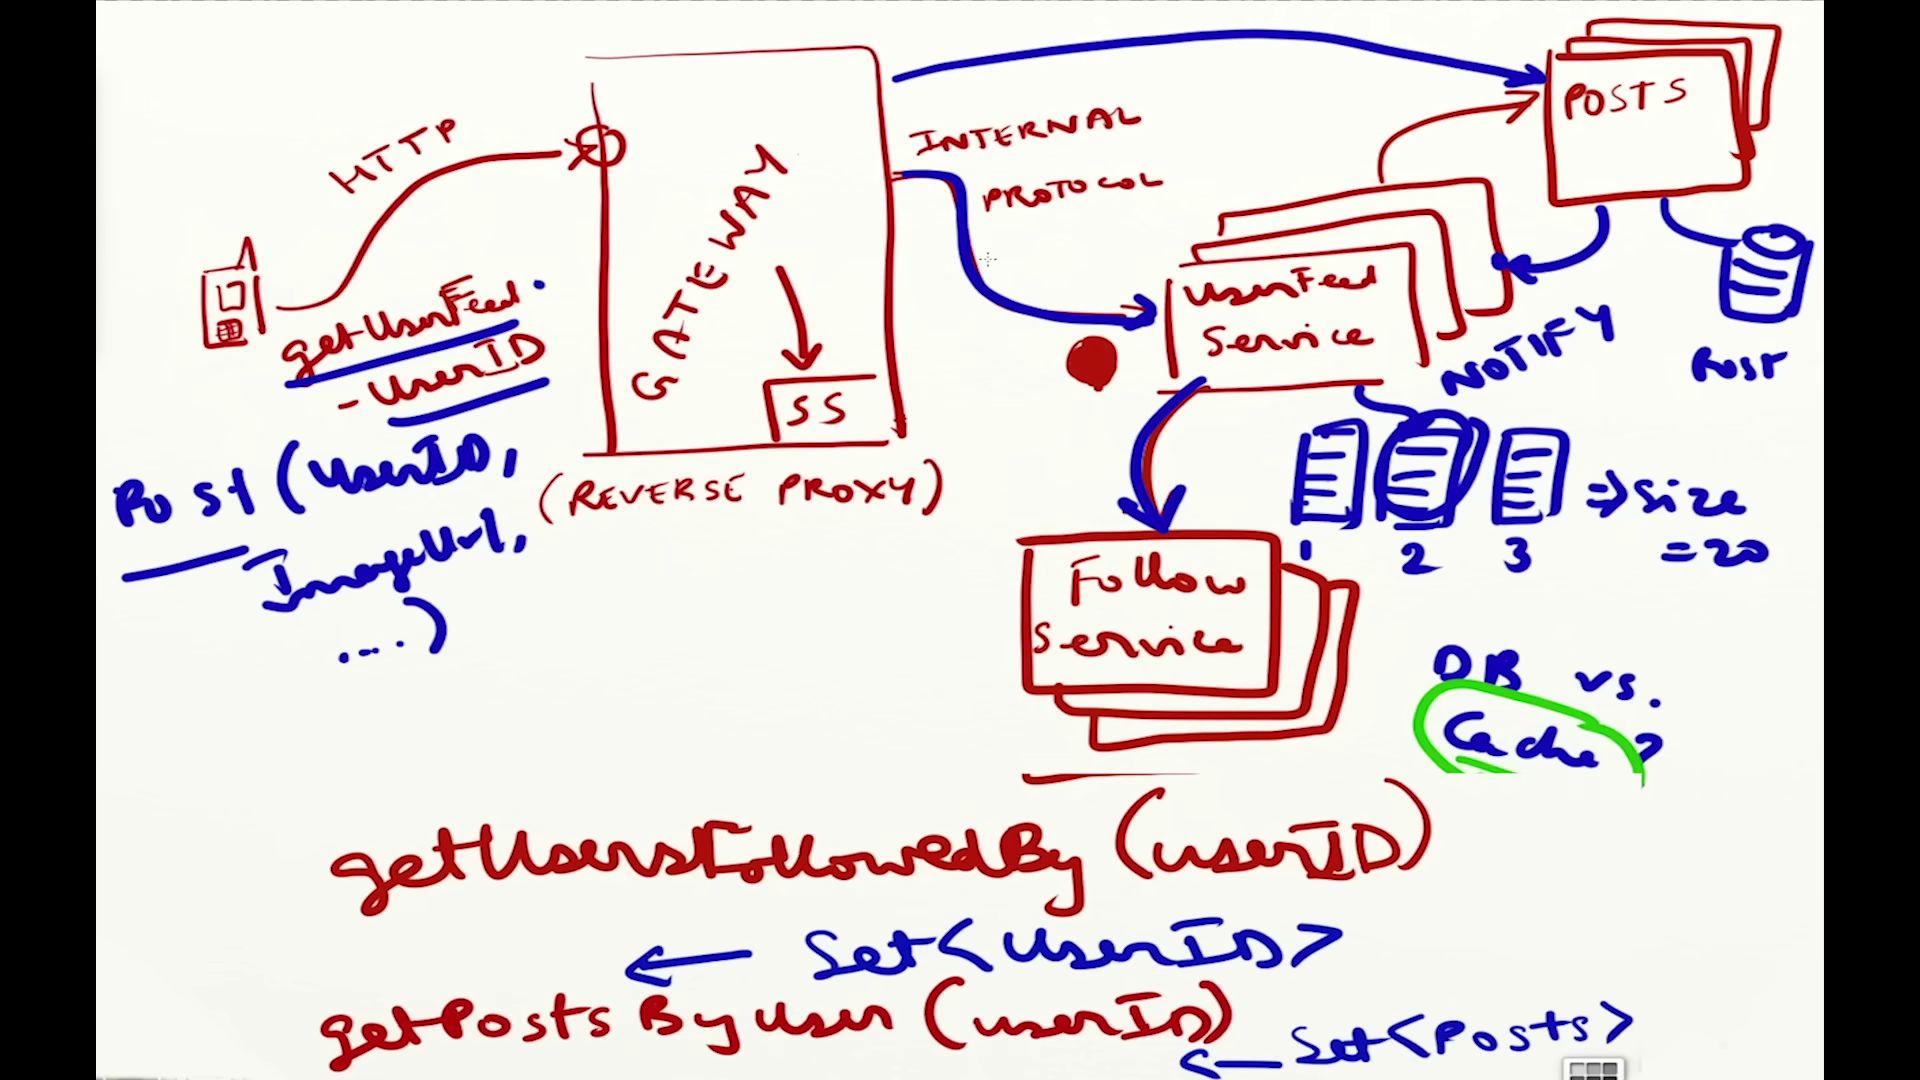 HTTP
getUserFeed.
- UserID
Post (UserID,
ImageUrl,
....)
GATEWAY
SS
(REVERSE PROXY)
INTERNAL
PROTOCOL
POSTS
UserFeed
Service
NOTIFY
Post
1 2 3
=> Size
= 20
Follow
Service
DB vs.
Cache ?
getUsersFollowedBy (userID)
← Set<UserID>
getPostsByUser (userID)
← Set<Posts>